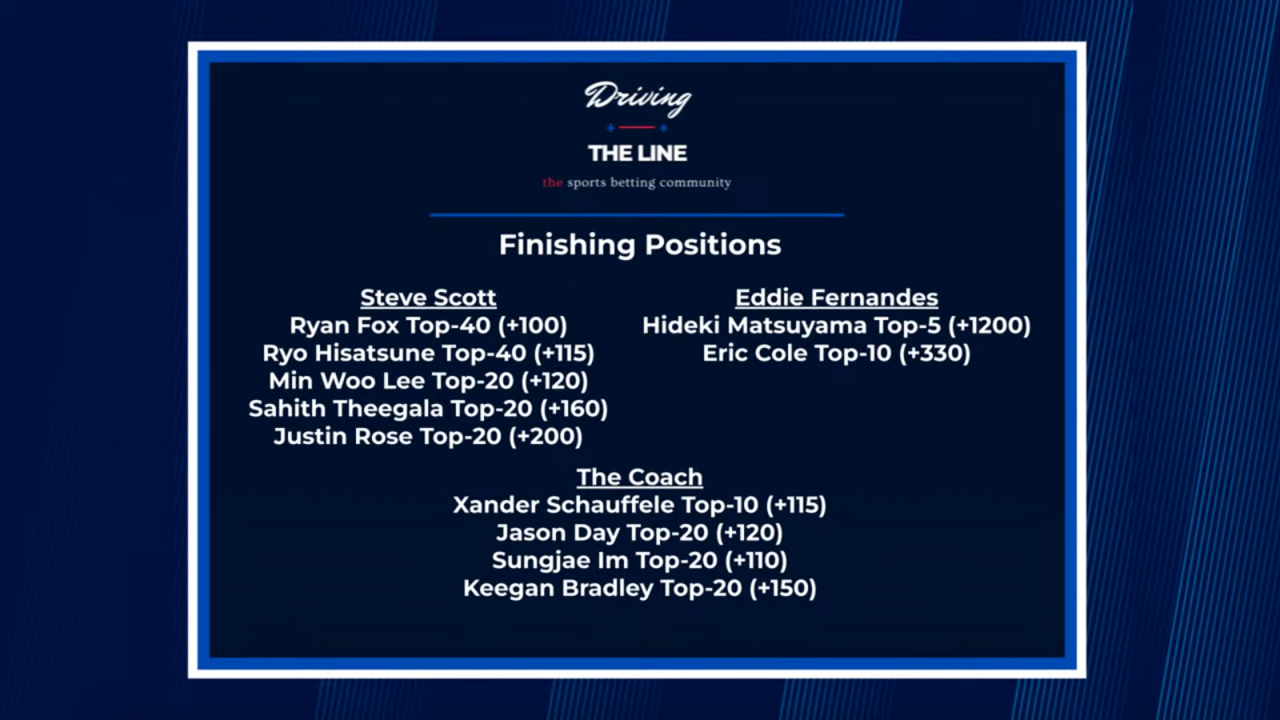 Driving
THE LINE
the sports betting community
Finishing Positions
Steve Scott
Ryan Fox Top-40 (+100)
Ryo Hisatsune Top-40 (+115)
Min Woo Lee Top-20 (+120)
Sahith Theegala Top-20 (+160)
Justin Rose Top-20 (+200)
Eddie Fernandes
Hideki Matsuyama Top-5 (+1200)
Eric Cole Top-10 (+330)
The Coach
Xander Schauffele Top-10 (+115)
Jason Day Top-20 (+120)
Sungjae Im Top-20 (+110)
Keegan Bradley Top-20 (+150)